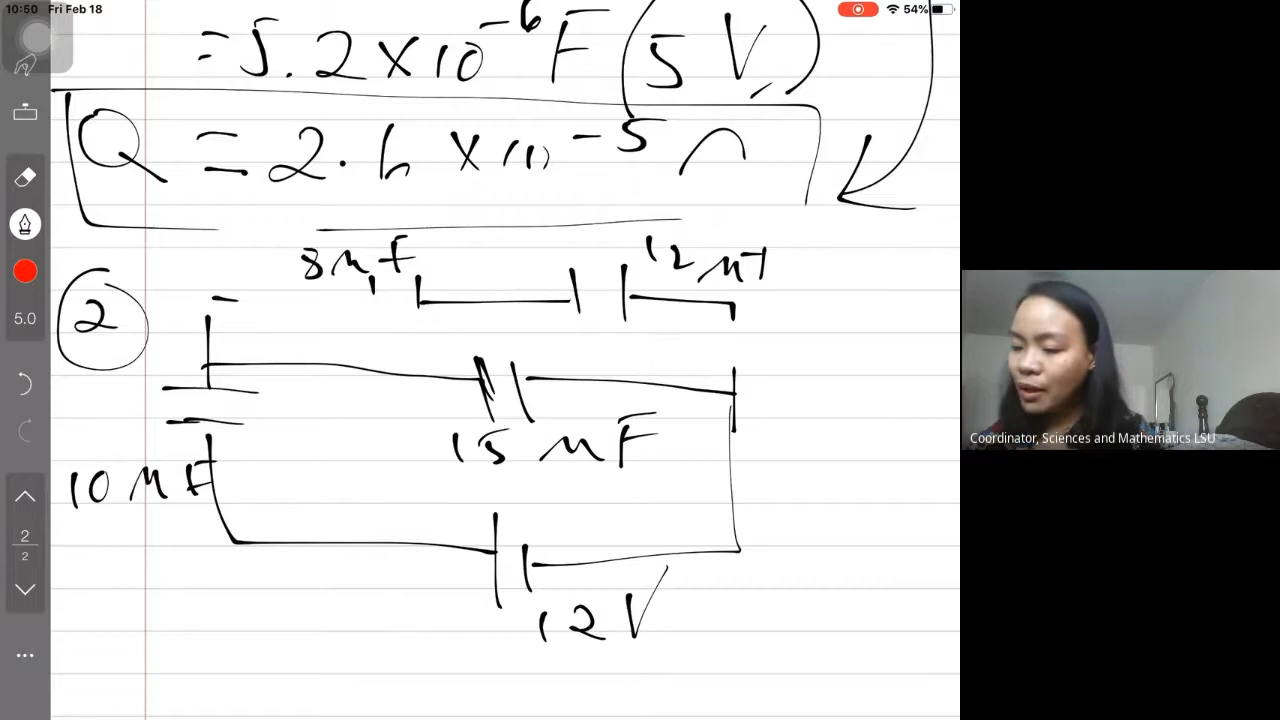 10:50 Fri Feb 18
54%
= 5.2 × 10⁻⁶ F (5 V)
Q = 2.6 × 10⁻⁵ C
8 μF
12 μF
2
15 μF
10 μF
12 V
5.0
2
2
Coordinator, Sciences and Mathematics LSU